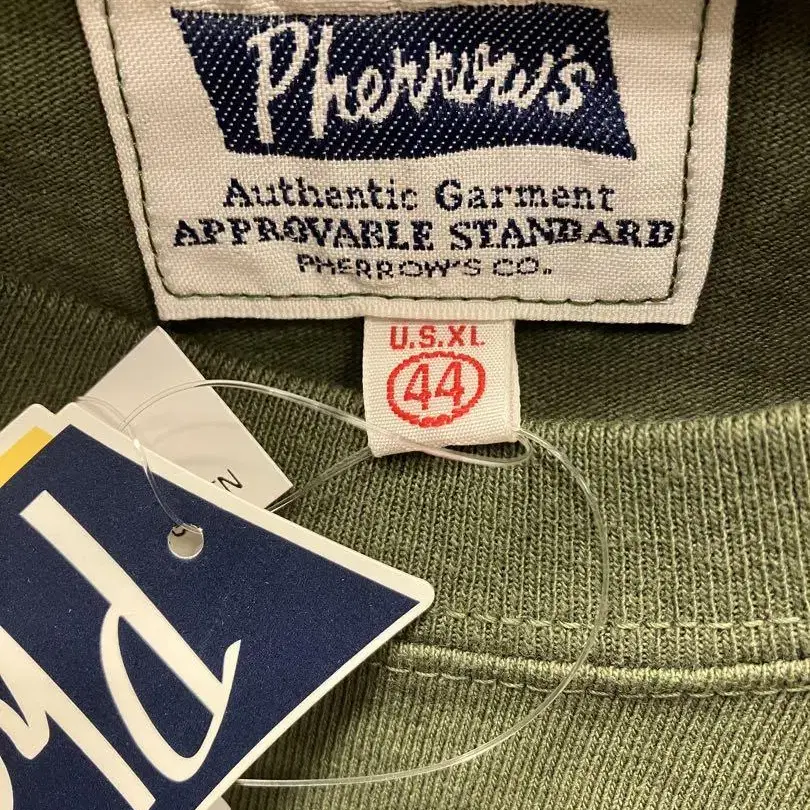 Pherrow's
Authentic Garment
APPROVABLE STANDARD
PHERROW'S CO.
U.S.XL
44